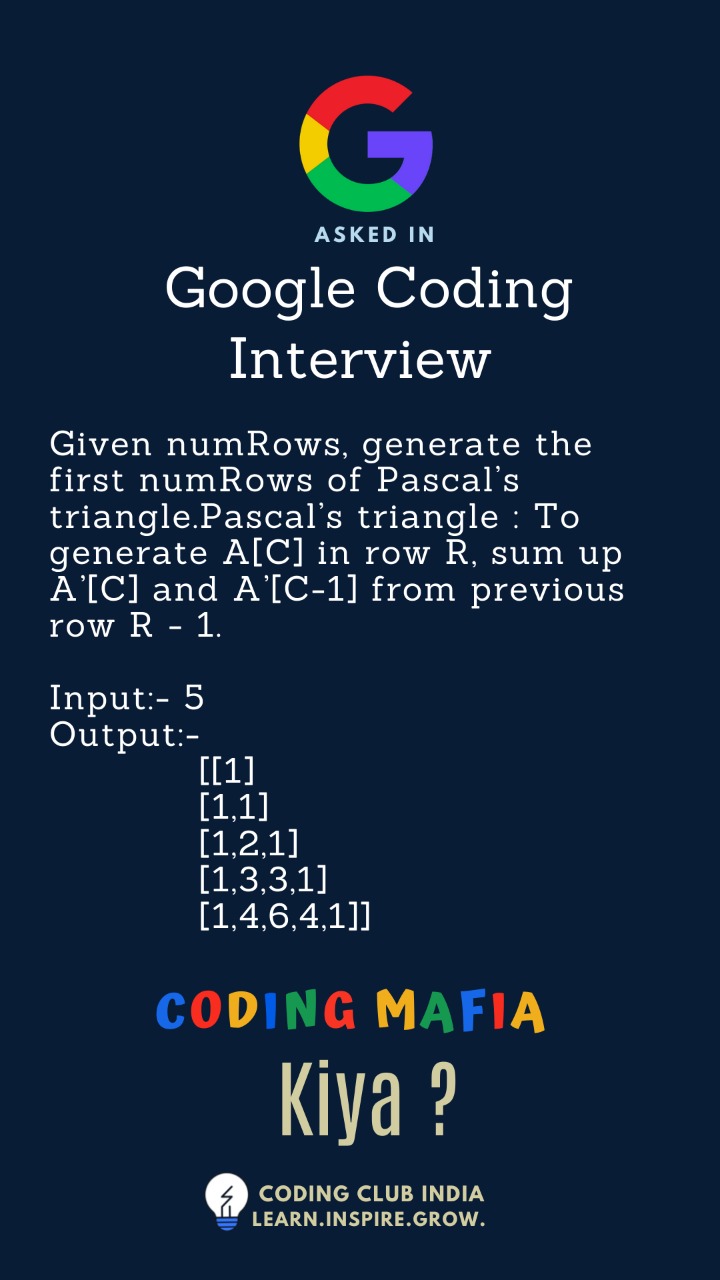 ASKED IN
Google Coding
Interview
Given numRows, generate the
first numRows of Pascal's
triangle.Pascal's triangle : To
generate A[C] in row R, sum up
A'[C] and A'[C-1] from previous
row R - 1.
Input:- 5
Output:-
[[1]
[1,1]
[1,2,1]
[1,3,3,1]
[1,4,6,4,1]]
CODING MAFIA
Kiya ?
CODING CLUB INDIA
LEARN.INSPIRE.GROW.